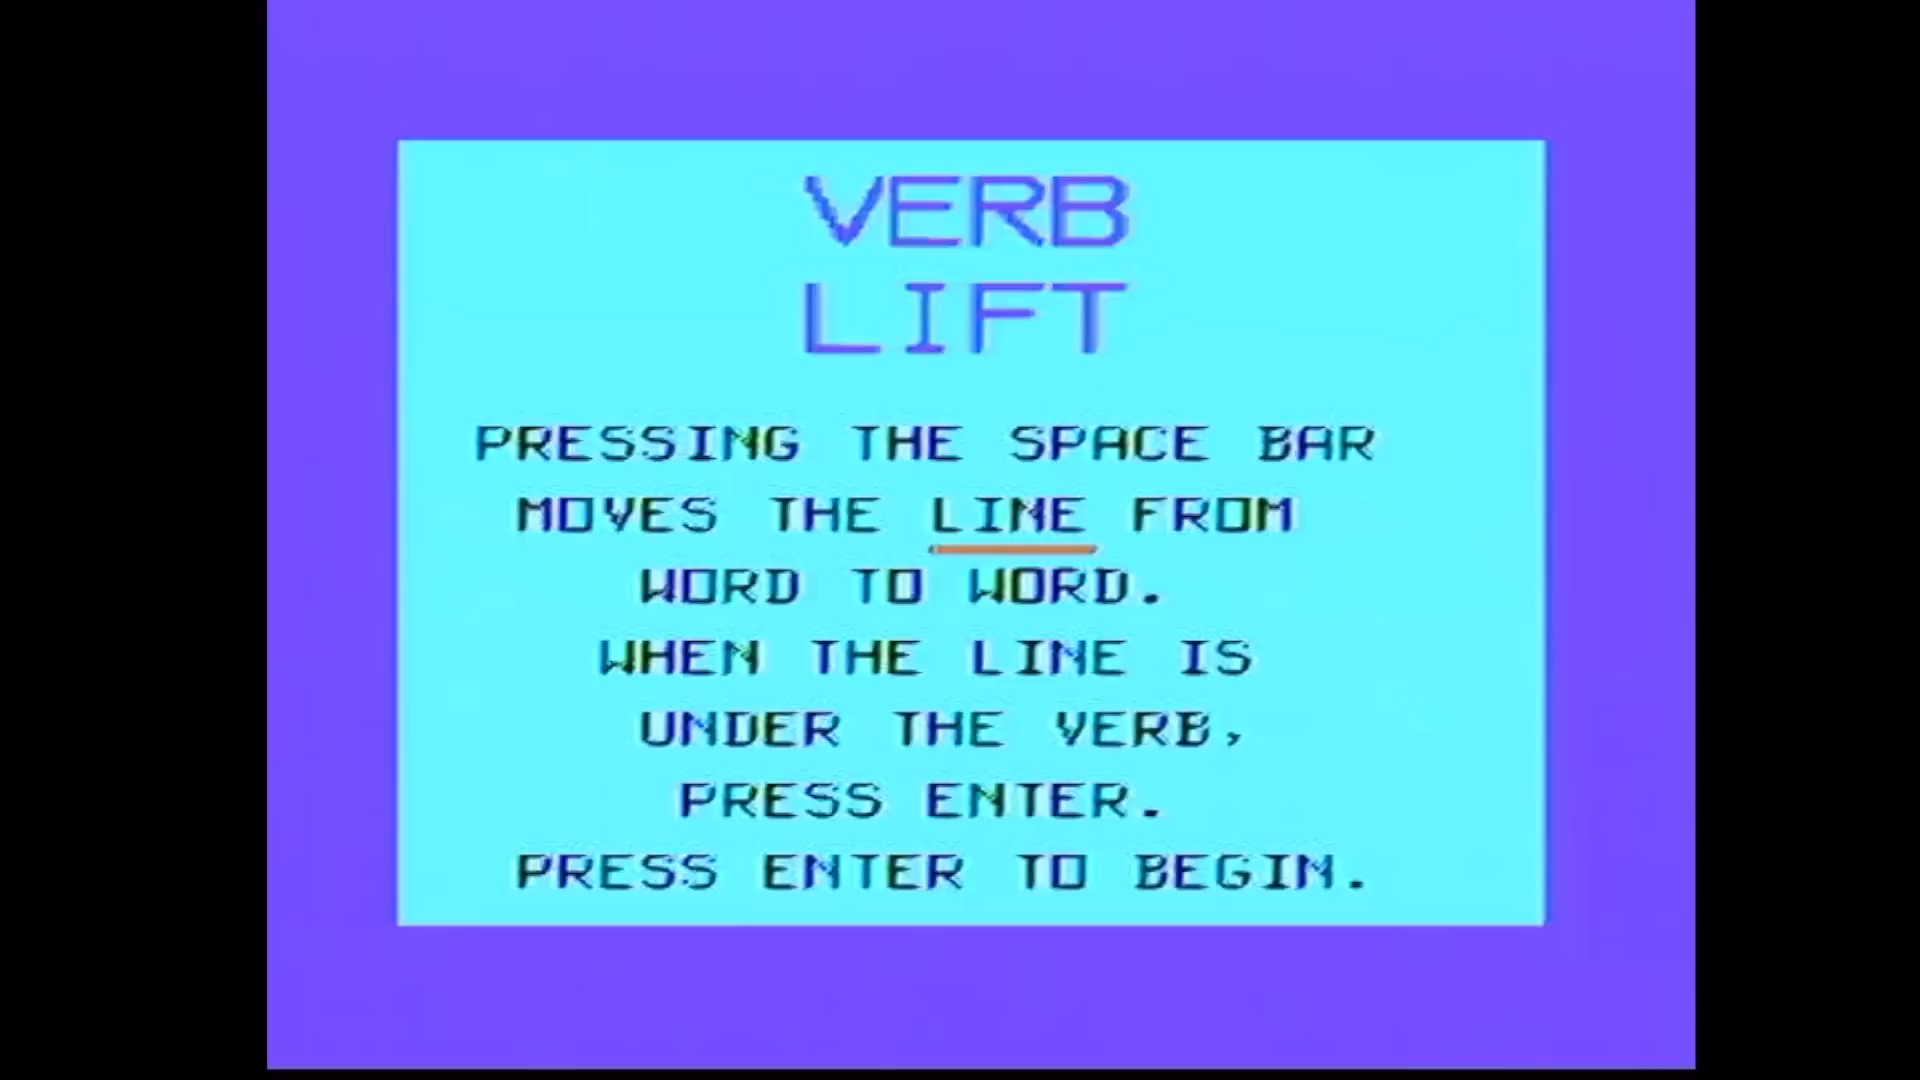 VERB
LIFT
PRESSING THE SPACE BAR
MOVES THE LINE FROM
WORD TO WORD.
WHEN THE LINE IS
UNDER THE VERB,
PRESS ENTER.
PRESS ENTER TO BEGIN.